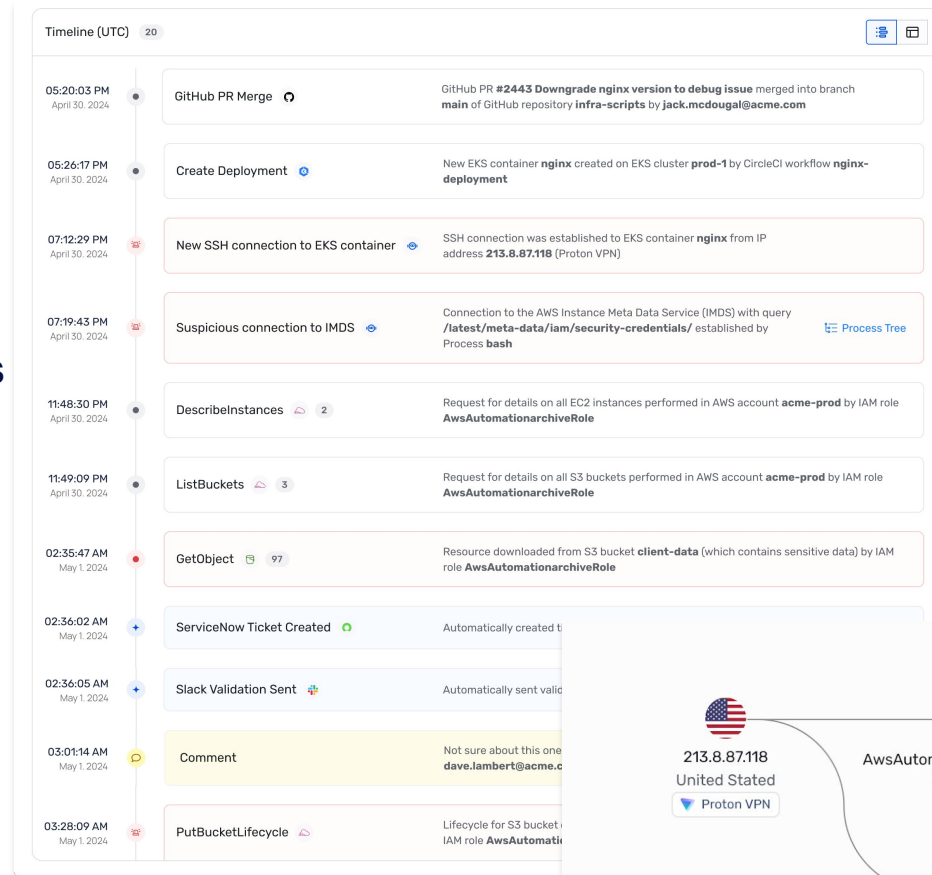 Timeline (UTC) 20
05:20:03 PM
April 30. 2024
GitHub PR Merge
GitHub PR #2443 Downgrade nginx version to debug issue merged into branch
main of GitHub repository infra-scripts by jack.mcdougal@acme.com
05:26:17 PM
April 30. 2024
Create Deployment
New EKS container nginx created on EKS cluster prod-1 by CircleCI workflow nginx-
deployment
07:12:29 PM
April 30. 2024
New SSH connection to EKS container
SSH connection was established to EKS container nginx from IP
address 213.8.87.118 (Proton VPN)
07:19:43 PM
April 30. 2024
Suspicious connection to IMDS
Connection to the AWS Instance Meta Data Service (IMDS) with query
/latest/meta-data/iam/security-credentials/ established by
Process bash
Process Tree
11:48:30 PM
April 30. 2024
DescribeInstances 2
Request for details on all EC2 instances performed in AWS account acme-prod by IAM role
AwsAutomationarchiveRole
11:49:09 PM
April 30. 2024
ListBuckets 3
Request for details on all S3 buckets performed in AWS account acme-prod by IAM role
AwsAutomationarchiveRole
02:35:47 AM
May 1. 2024
GetObject 97
Resource downloaded from S3 bucket client-data (which contains sensitive data) by IAM
role AwsAutomationarchiveRole
02:36:02 AM
May 1. 2024
ServiceNow Ticket Created
Automatically created
02:36:05 AM
May 1. 2024
Slack Validation Sent
Automatically sent
03:01:14 AM
May 1. 2024
Comment
Not sure about this one
dave.lambert@acme.c
03:28:09 AM
May 1. 2024
PutBucketLifecycle
Lifecycle for S3 bucket
IAM role AwsAutomati
213.8.87.118
United Stated
Proton VPN
AwsAutor
s